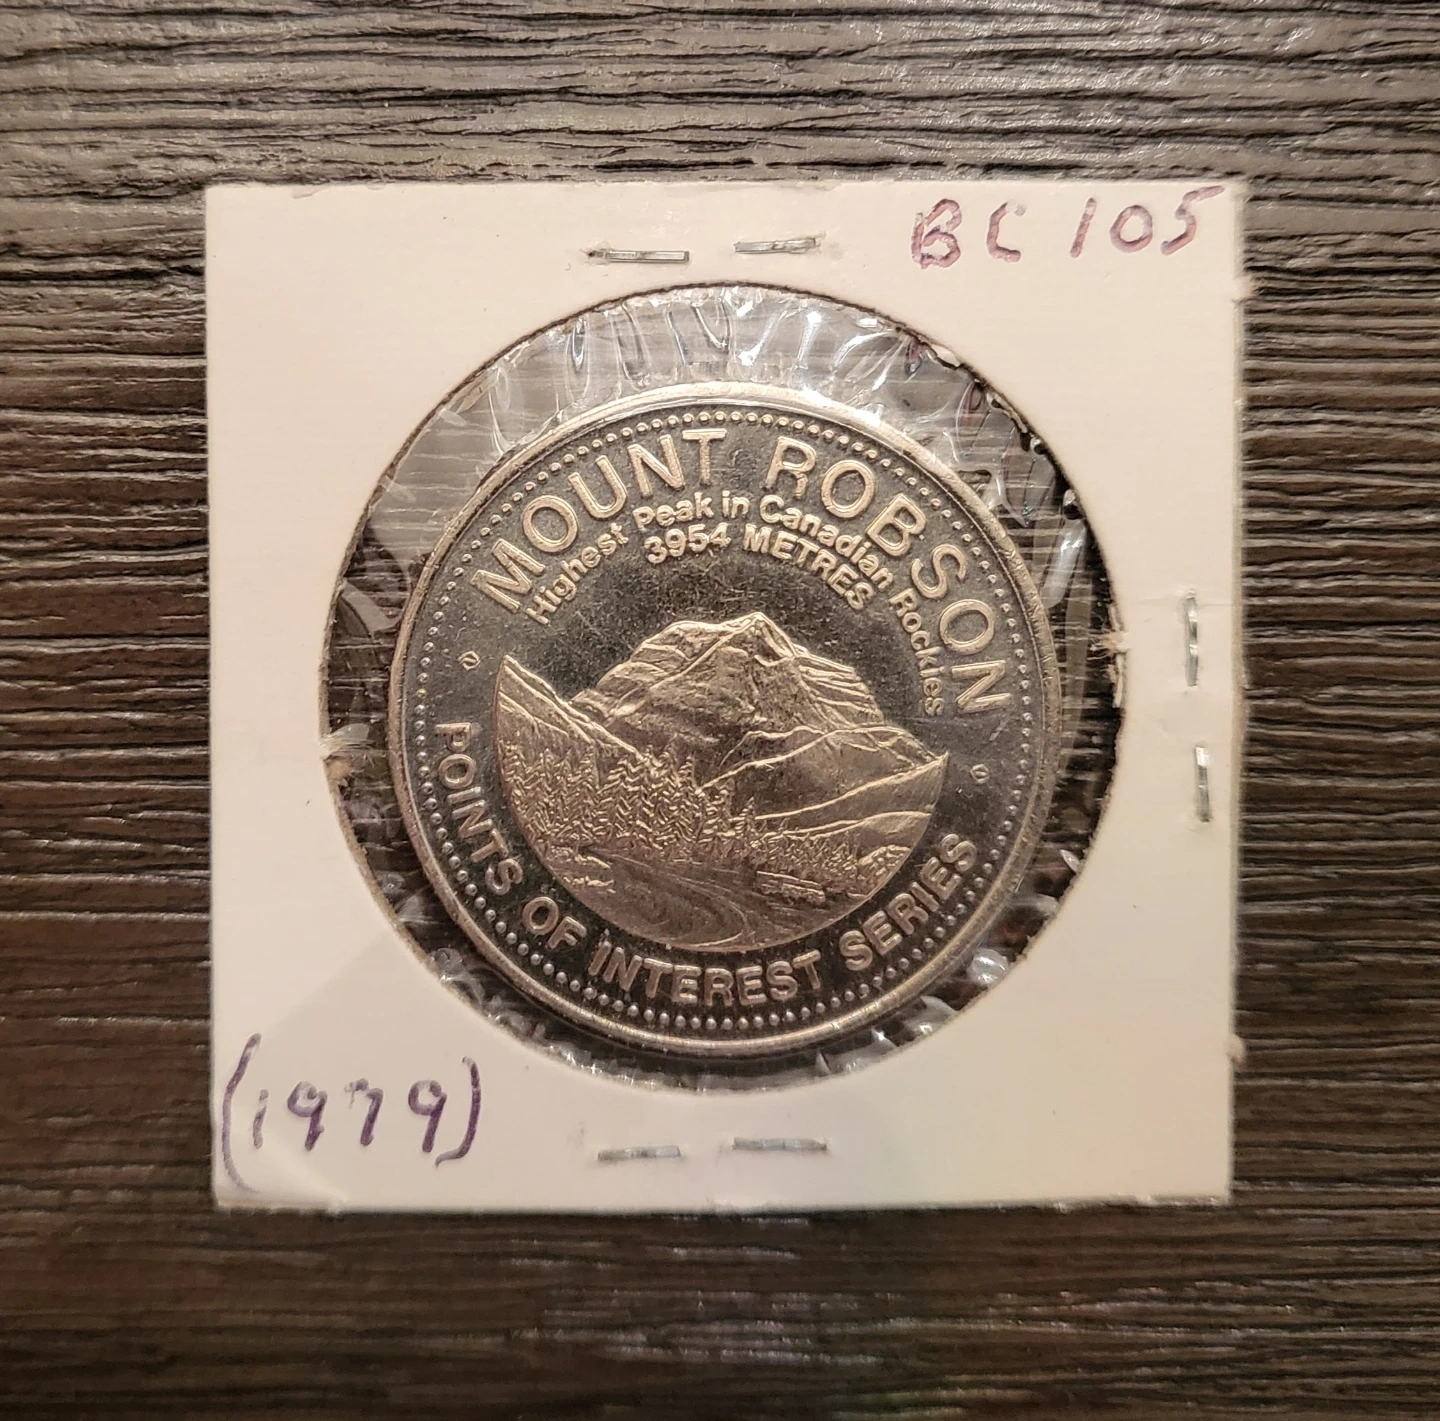 BC 105
MOUNT ROBSON
Highest Peak in Canadian Rockies
3954 METRES
POINTS OF INTEREST SERIES
(1979)